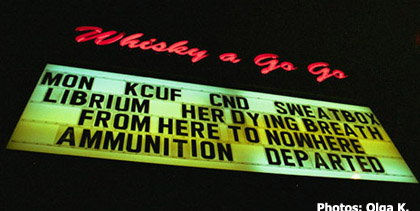 Whisky a Go Go
MON KCUF CND SWEATBOX
LIBRIUM HER DYING BREATH
FROM HERE TO NOWHERE
AMMUNITION DEPARTED
Photos: Olga K.